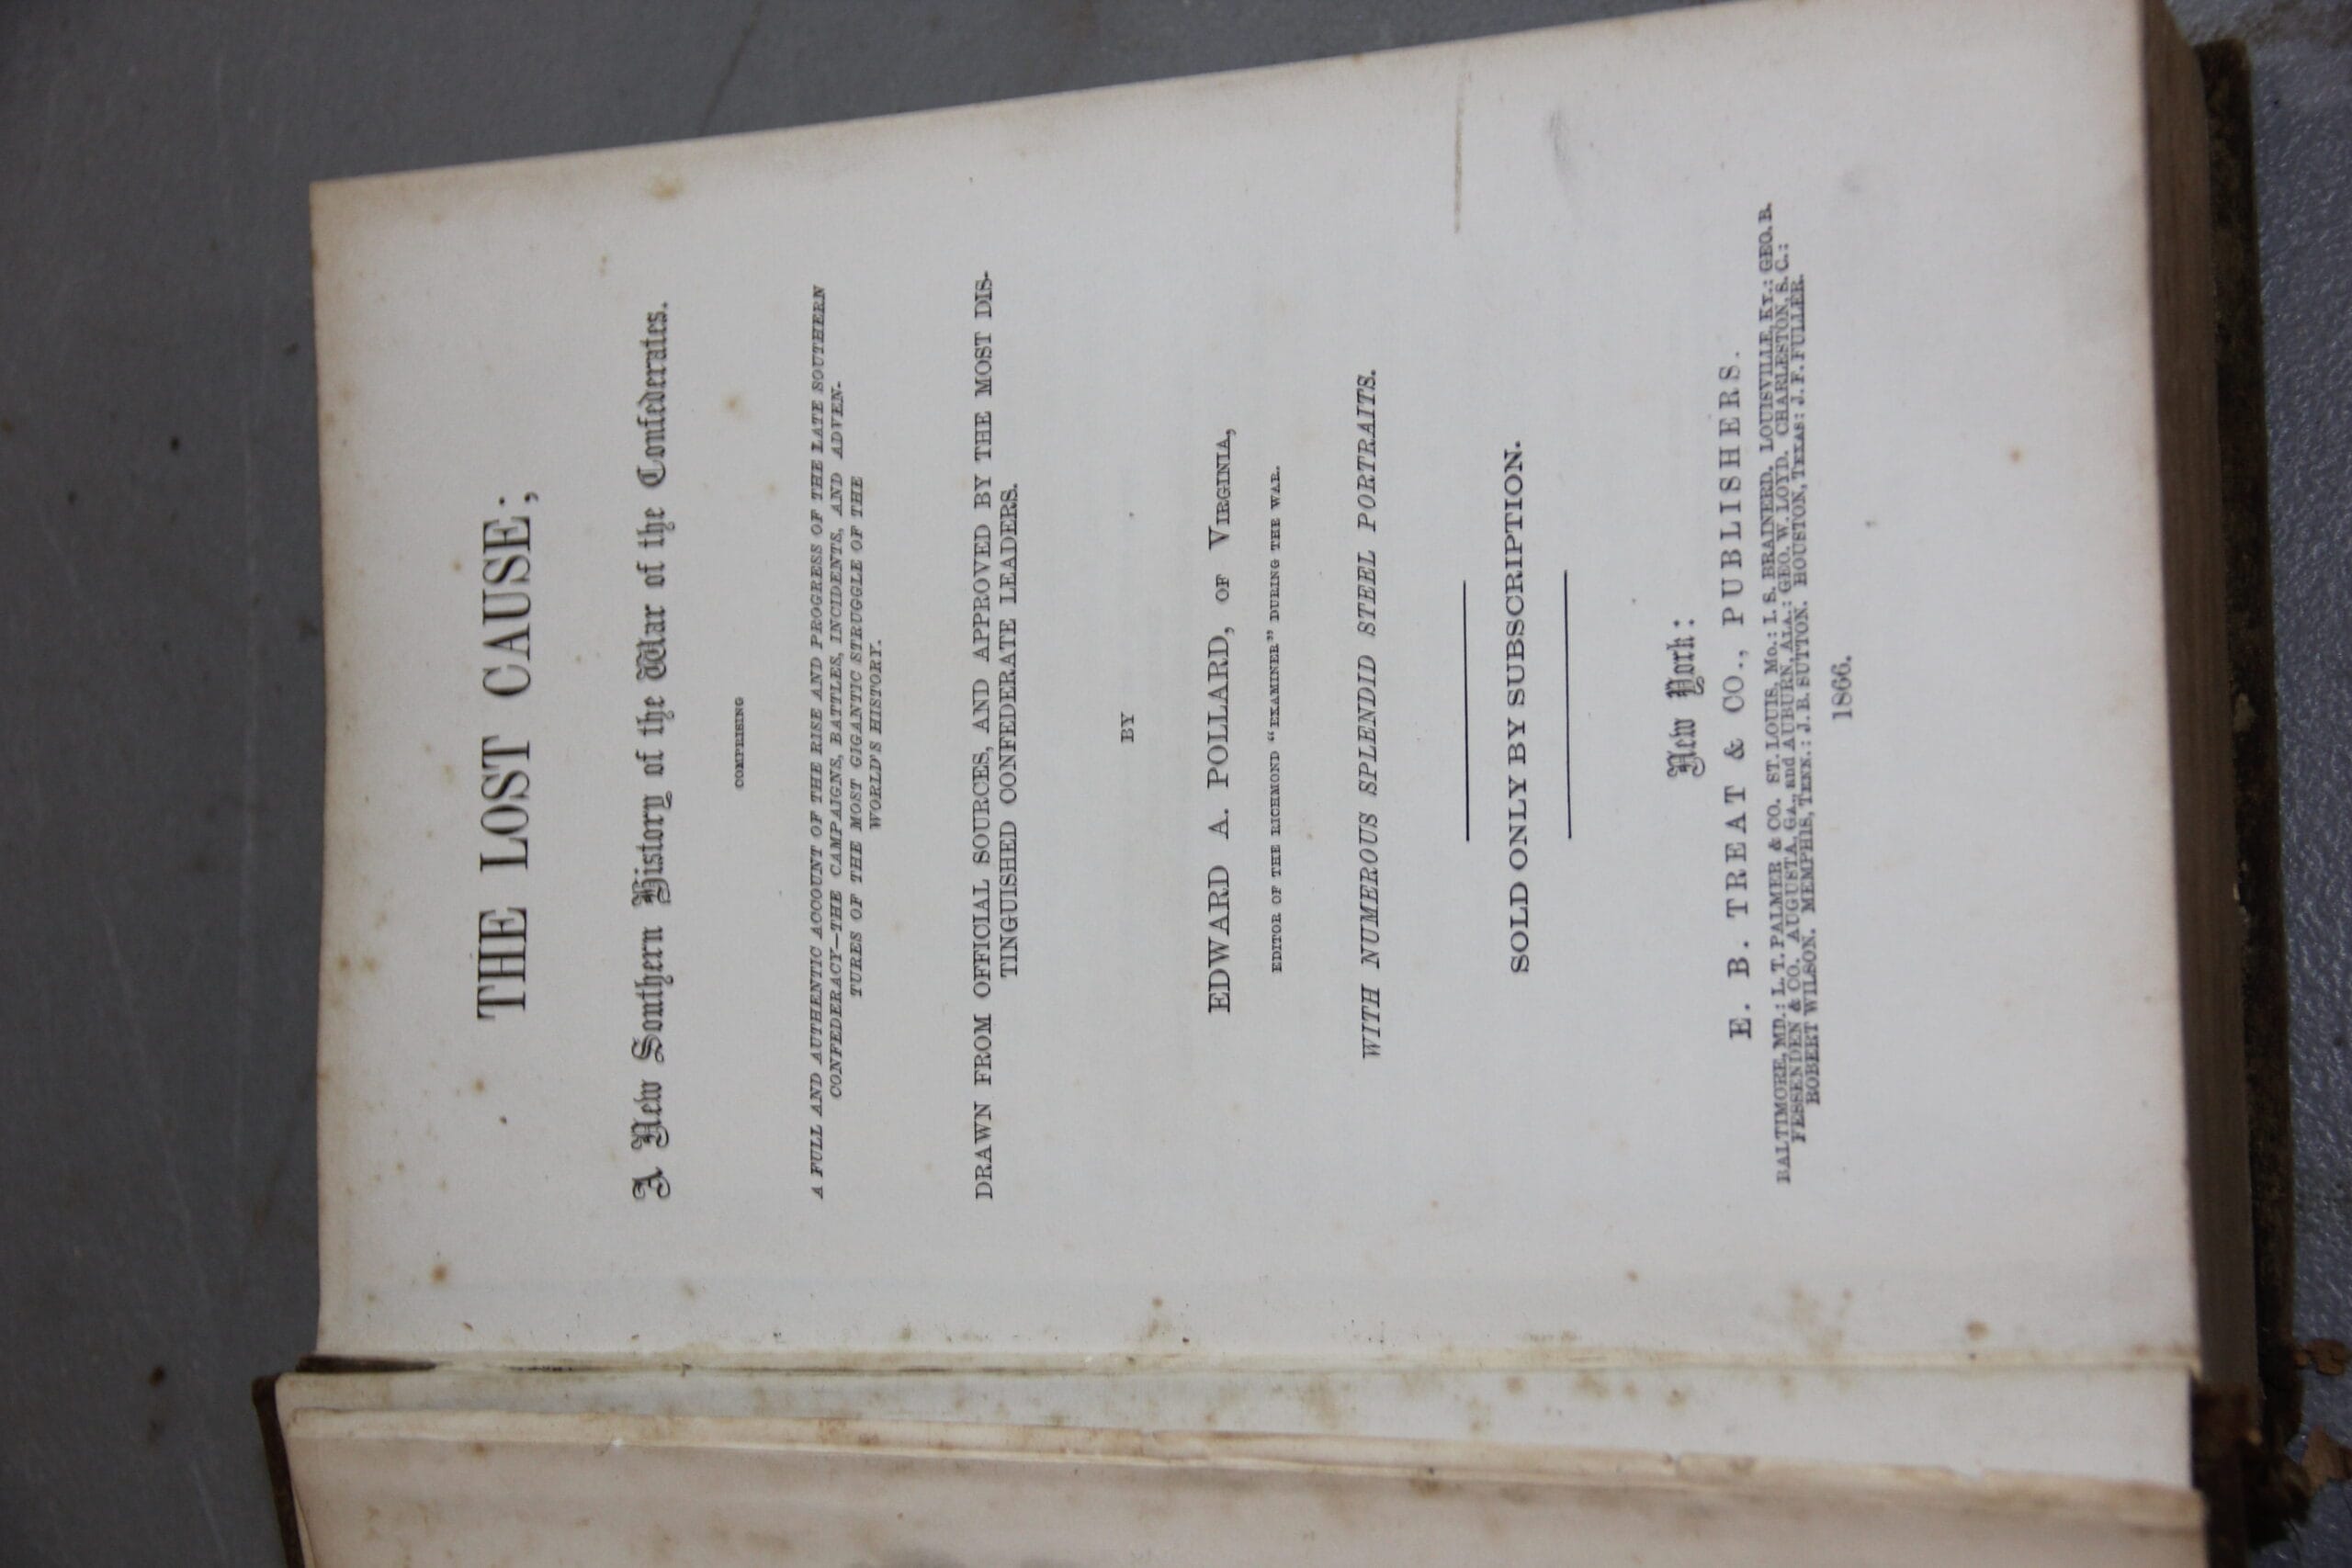 THE LOST CAUSE;
A New Southern History of the War of the Confederates.
COMPRISING
A FULL AND AUTHENTIC ACCOUNT OF THE RISE AND PROGRESS OF THE LATE SOUTHERN
CONFEDERACY—THE CAMPAIGNS, BATTLES, INCIDENTS, AND ADVEN-
TURES OF THE MOST GIGANTIC STRUGGLE OF THE
WORLD'S HISTORY.
DRAWN FROM OFFICIAL SOURCES, AND APPROVED BY THE MOST DIS-
TINGUISHED CONFEDERATE LEADERS.
BY
EDWARD A. POLLARD, OF VIRGINIA,
EDITOR OF THE RICHMOND "EXAMINER" DURING THE WAR.
WITH NUMEROUS SPLENDID STEEL PORTRAITS.
SOLD ONLY BY SUBSCRIPTION.
New York:
E. B. TREAT & CO., PUBLISHERS.
BALTIMORE, MD.: L. T. PALMER & CO. ST. LOUIS, MO.: I. S. BRAINERD. LOUISVILLE, KY.: GEO. B.
FESSENDEN & CO. AUGUSTA, GA., and AUBURN, ALA.: GEO. W. LOYD. CHARLESTON, S. C.:
ROBERT WILSON. MEMPHIS, TENN.: J. B. SUTTON. HOUSTON, TEXAS: J. F. FULLER.
1866.